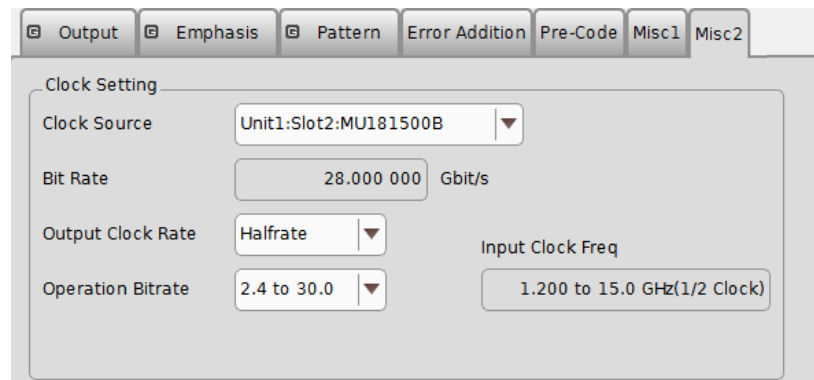 G Output G Emphasis G Pattern Error Addition Pre-Code Misc1 Misc2
Clock Setting
Clock Source Unit1:Slot2:MU181500B
Bit Rate 28.000 000 Gbit/s
Output Clock Rate Halfrate
Input Clock Freq
Operation Bitrate 2.4 to 30.0 1.200 to 15.0 GHz(1/2 Clock)